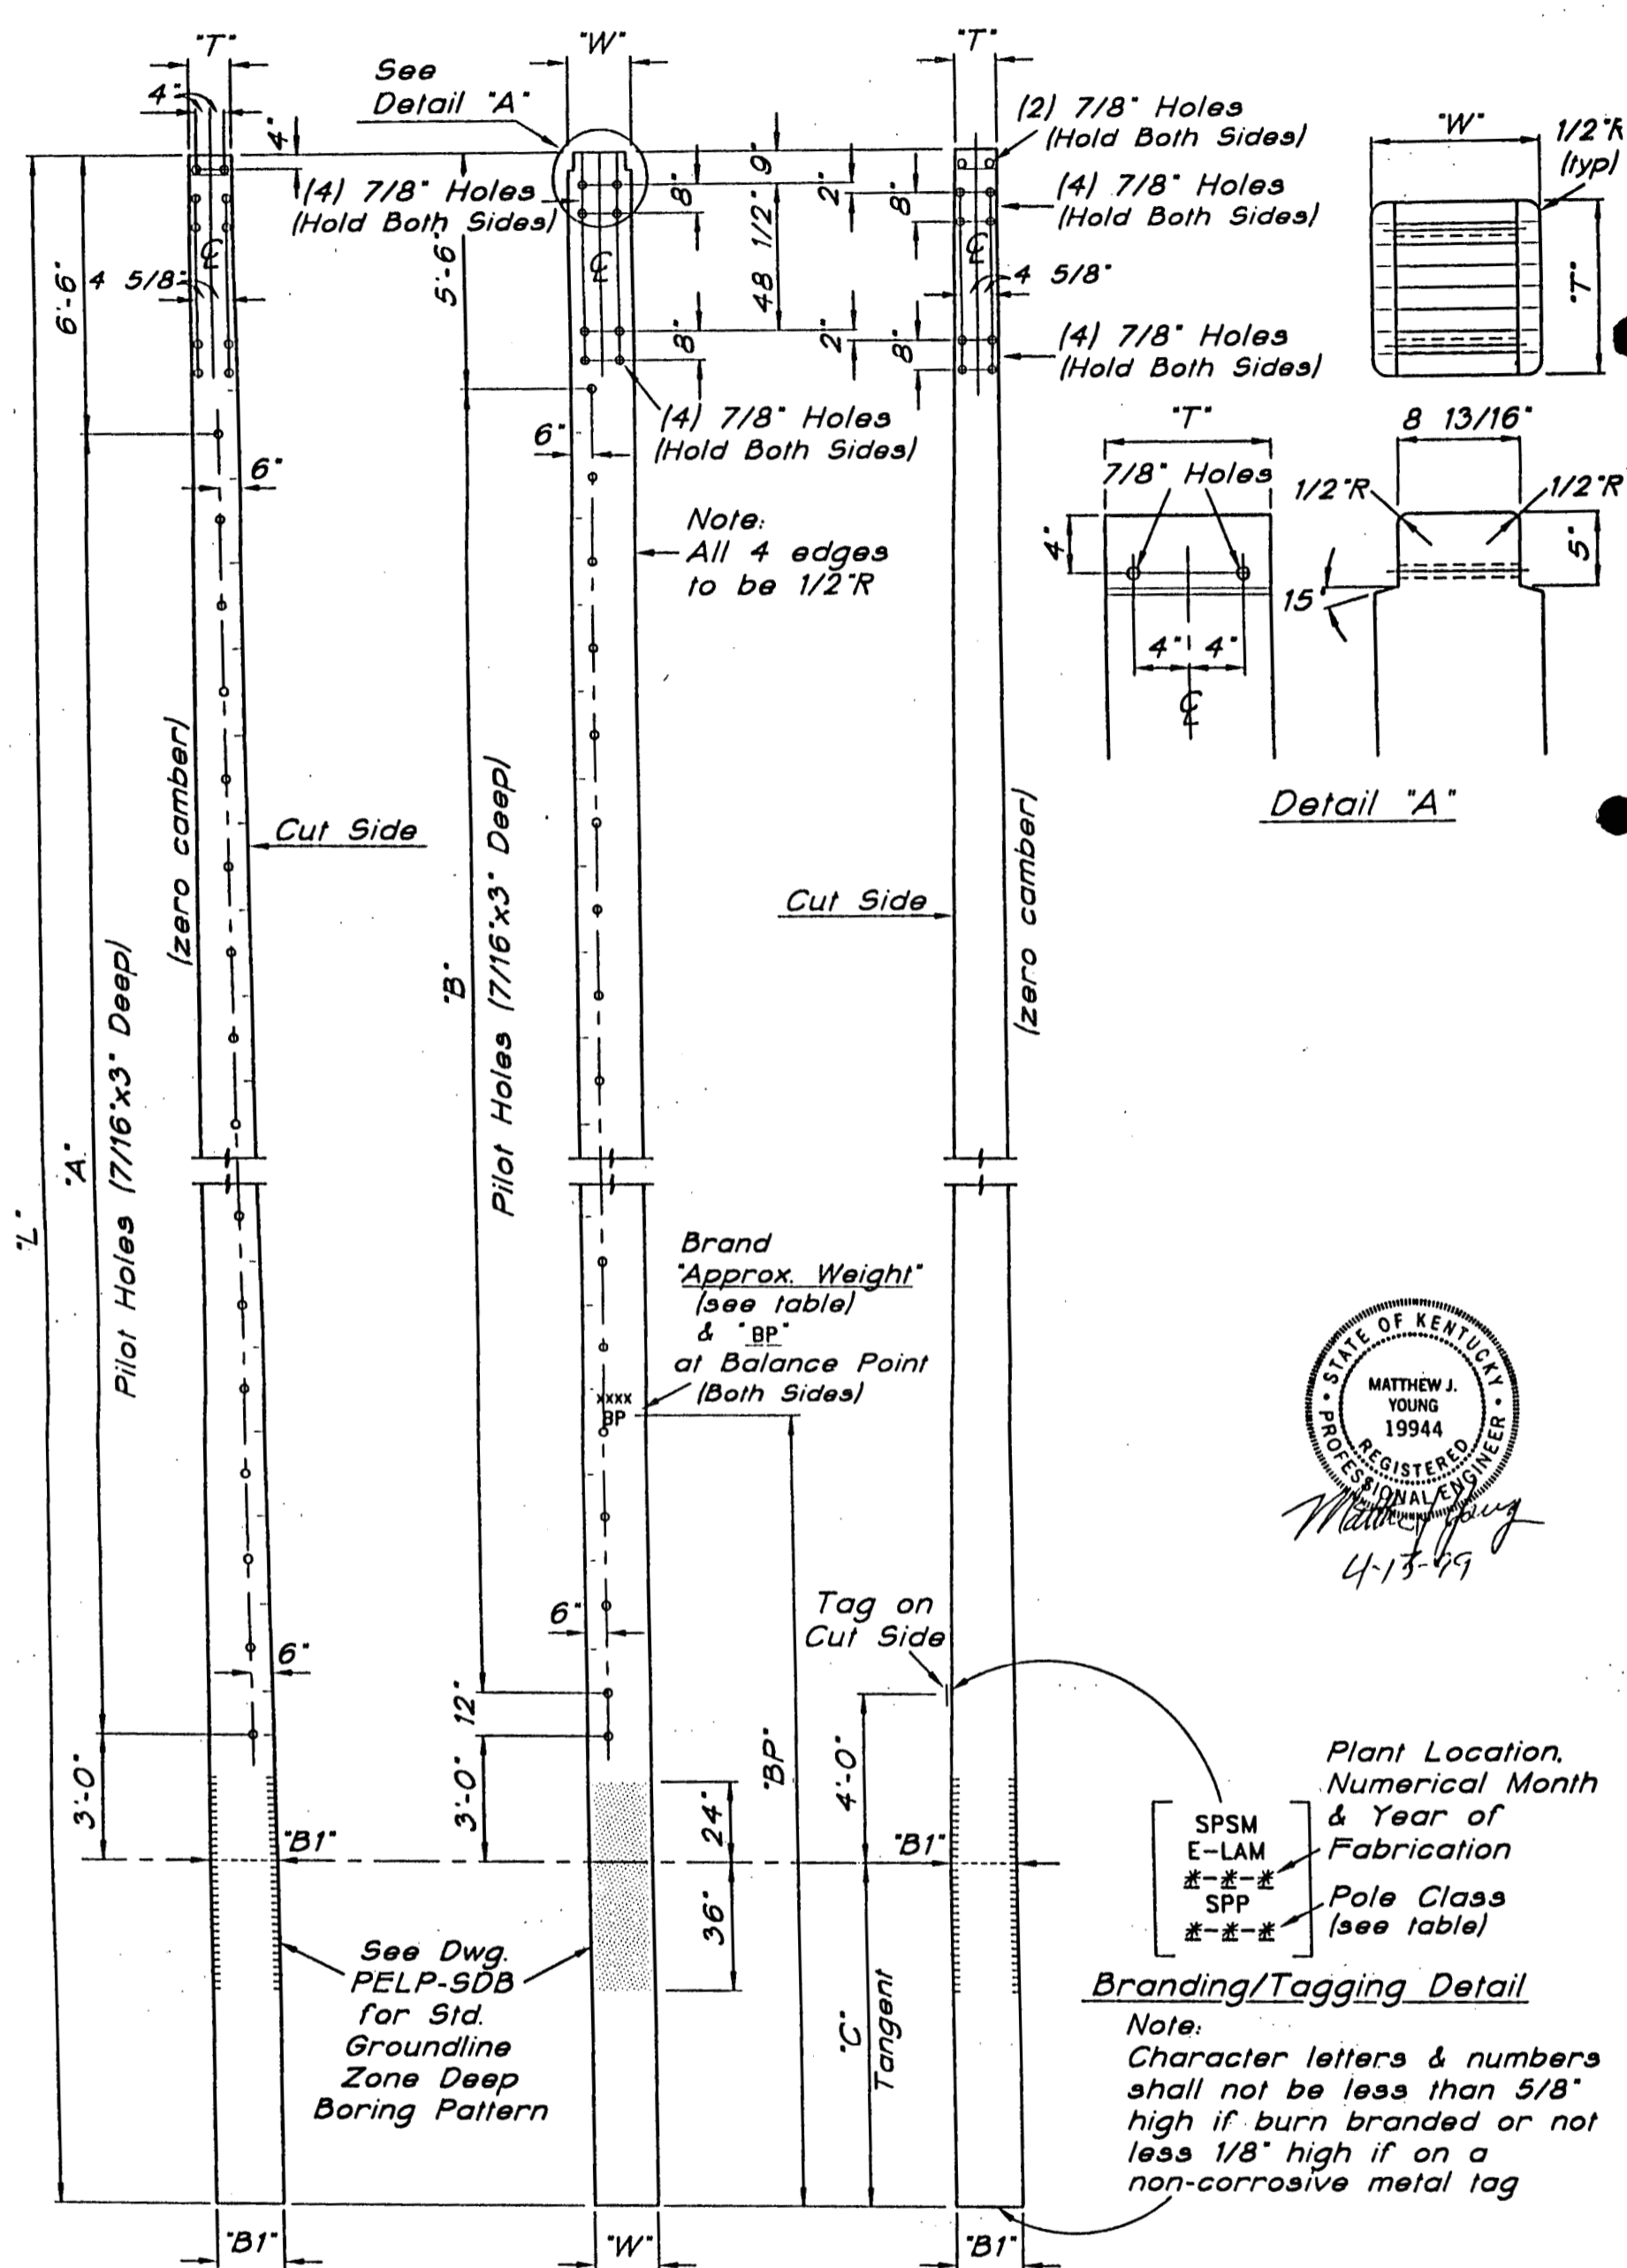 "T"
"W"
"T"
See
Detail "A"
4"
4"
(2) 7/8" Holes
(Hold Both Sides)
"W"
1/2"R
(typ)
(4) 7/8" Holes
(Hold Both Sides)
8"
9"
48 1/2"
2"
8"
(4) 7/8" Holes
(Hold Both Sides)
"T"
℄
℄
℄
6'-6"
4 5/8"
5'-6"
4 5/8"
8"
2"
8"
(4) 7/8" Holes
(Hold Both Sides)
(4) 7/8" Holes
(Hold Both Sides)
6"
6"
"T"
8 13/16"
7/8" Holes
1/2"R
1/2"R
4"
5"
15°
4"
4"
℄
Detail "A"
Note:
All 4 edges
to be 1/2"R
(zero camber)
Cut Side
Cut Side
(zero camber)
"L"
"A"
Pilot Holes (7/16"x3" Deep)
"B"
Pilot Holes (7/16"x3" Deep)
Brand
"Approx. Weight"
(see table)
& "BP"
at Balance Point
(Both Sides)
xxxx
BP
STATE OF KENTUCKY
MATTHEW J.
YOUNG
19944
REGISTERED
PROFESSIONAL ENGINEER
Matthew J Young
4-13-99
6"
6"
Tag on
Cut Side
12"
3'-0"
3'-0"
"BP"
4'-0"
24"
36"
"B1"
"B1"
"C"
Tangent
SPSM
E-LAM
*-*-*
SPP
*-*-*
Plant Location,
Numerical Month
& Year of
Fabrication
Pole Class
(see table)
See Dwg.
PELP-SDB
for Std.
Groundline
Zone Deep
Boring Pattern
Branding/Tagging Detail
Note:
Character letters & numbers
shall not be less than 5/8"
high if burn branded or not
less 1/8" high if on a
non-corrosive metal tag
"B1"
"W"
"B1"